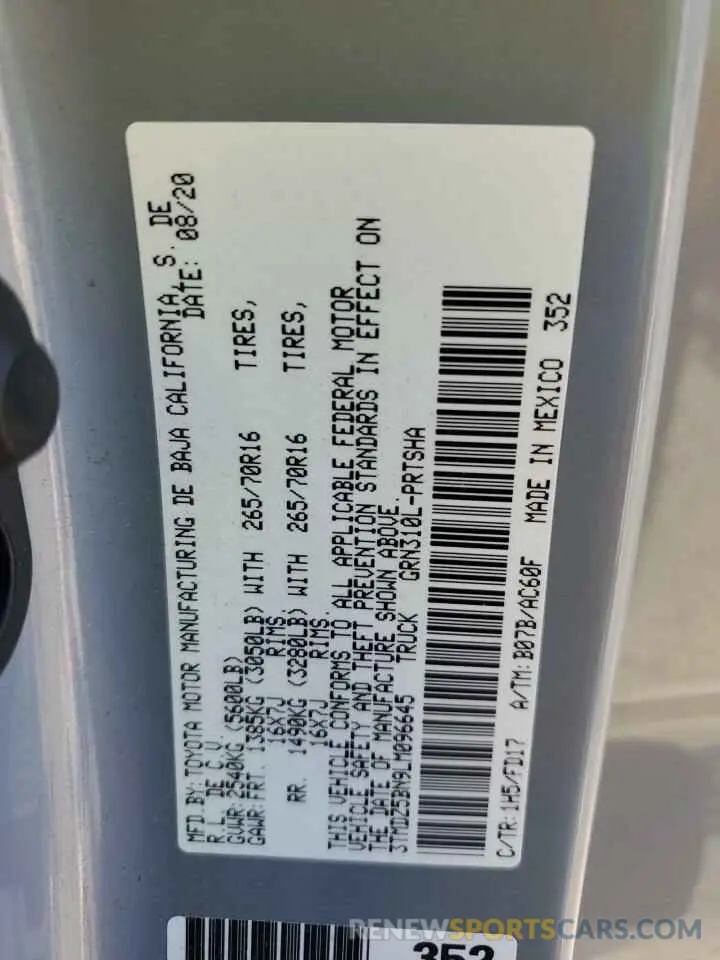 MFD.BY: TOYOTA MOTOR MANUFACTURING DE BAJA CALIFORNIA, S. DE
R.L. DE C.V. DATE: 08/20
GVWR: 2540KG (5600LB)
GAWR: FRT. 1385KG (3050LB) WITH 265/70R16 TIRES,
16X7J RIMS.
RR. 1490KG (3280LB) WITH 265/70R16 TIRES,
16X7J RIMS.
THIS VEHICLE CONFORMS TO ALL APPLICABLE FEDERAL MOTOR
VEHICLE SAFETY AND THEFT PREVENTION STANDARDS IN EFFECT ON
THE DATE OF MANUFACTURE SHOWN ABOVE.
3TMDZ5BN9LM096645 TRUCK GRN310L-PRTSHA
C/TR: 1H5/FD17 A/TM: B07B/AC60F MADE IN MEXICO 352
352
RENEWSPORTSCARS.COM